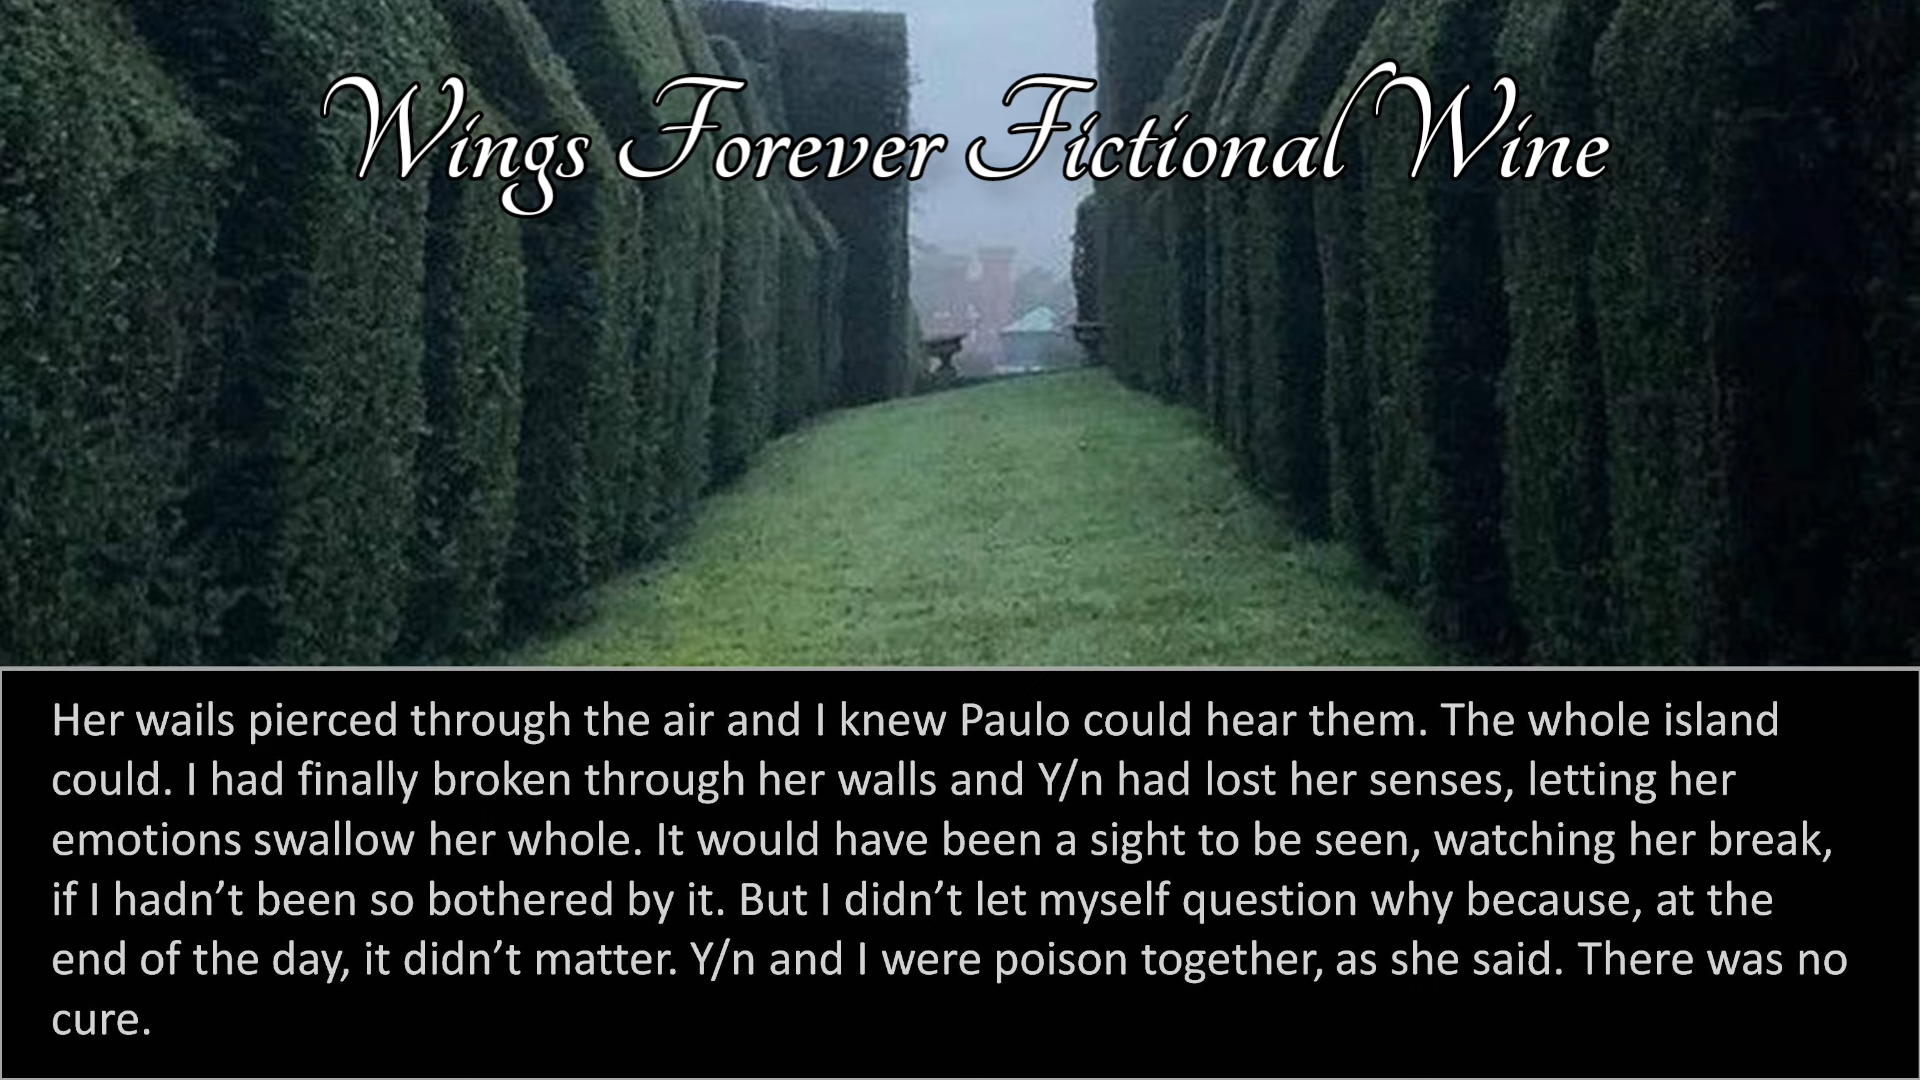 Wings Forever Fictional Wine
Her wails pierced through the air and I knew Paulo could hear them. The whole island
could. I had finally broken through her walls and Y/n had lost her senses, letting her
emotions swallow her whole. It would have been a sight to be seen, watching her break,
if I hadn’t been so bothered by it. But I didn’t let myself question why because, at the
end of the day, it didn’t matter. Y/n and I were poison together, as she said. There was no
cure.